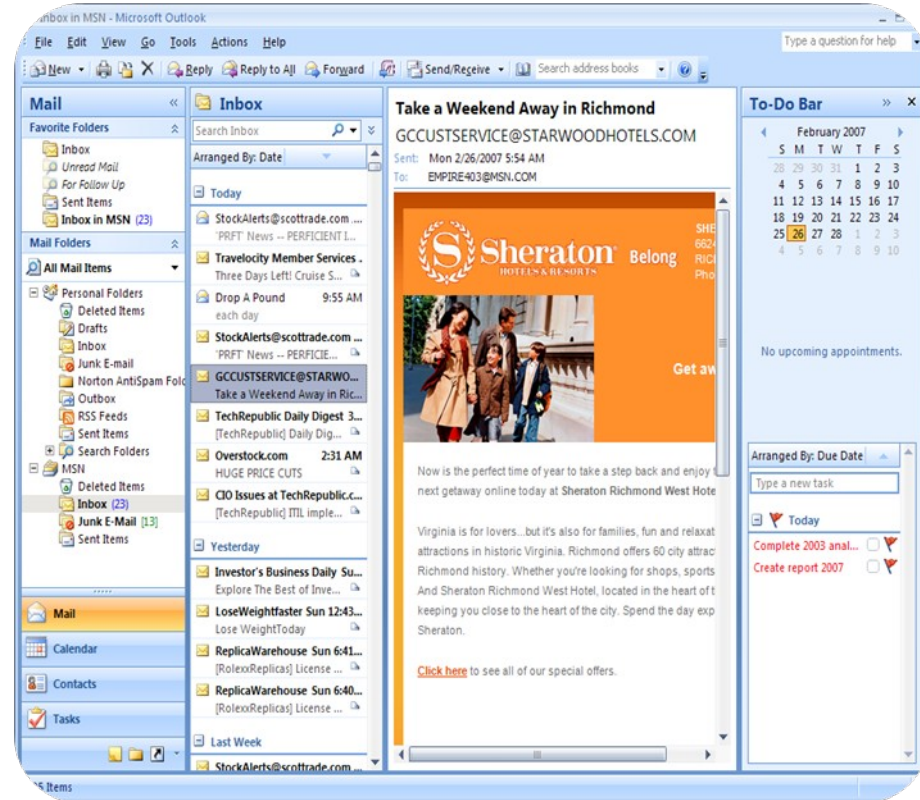 Inbox in MSN - Microsoft Outlook
File Edit View Go Tools Actions Help
Type a question for help
New Reply Reply to All Forward Send/Receive Search address books
Mail
Favorite Folders
Inbox
Unread Mail
For Follow Up
Sent Items
Inbox in MSN (23)
Mail Folders
All Mail Items
Personal Folders
Deleted Items
Drafts
Inbox
Junk E-mail
Norton AntiSpam Fold
Outbox
RSS Feeds
Sent Items
Search Folders
MSN
Deleted Items
Inbox (23)
Junk E-Mail [13]
Sent Items
Mail
Calendar
Contacts
Tasks
Items
Inbox
Search Inbox
Arranged By: Date
Today
StockAlerts@scottrade.com ...
'PRFT' News -- PERFICIENT I...
Travelocity Member Services .
Three Days Left! Cruise S...
Drop A Pound 9:55 AM
each day
StockAlerts@scottrade.com ...
'PRFT' News -- PERFICIE...
GCCUSTSERVICE@STARWO...
Take a Weekend Away in Ric...
TechRepublic Daily Digest 3...
[TechRepublic] Daily Dig...
Overstock.com 2:31 AM
HUGE PRICE CUTS
CIO Issues at TechRepublic.c...
[TechRepublic] ITIL imple...
Yesterday
Investor's Business Daily Su...
Explore The Best of Inve...
LoseWeightfaster Sun 12:43...
Lose WeightToday
ReplicaWarehouse Sun 6:41...
[RolexxReplicas] License ...
ReplicaWarehouse Sun 6:40...
[RolexxReplicas] License ...
Last Week
StockAlerts@scottrade.com ...
Take a Weekend Away in Richmond
GCCUSTSERVICE@STARWOODHOTELS.COM
Sent: Mon 2/26/2007 5:54 AM
To: EMPIRE403@MSN.COM
S
Sheraton
HOTELS & RESORTS
Belong
SHE
6624
RICH
Pho
Get aw
Now is the perfect time of year to take a step back and enjoy
next getaway online today at Sheraton Richmond West Hote
Virginia is for lovers...but it's also for families, fun and relaxat
attractions in historic Virginia. Richmond offers 60 city attrac
Richmond history. Whether you're looking for shops, sports
And Sheraton Richmond West Hotel, located in the heart of t
keeping you close to the heart of the city. Spend the day exp
Sheraton.
Click here to see all of our special offers.
To-Do Bar
February 2007
S M T W T F S
28 29 30 31 1 2 3
4 5 6 7 8 9 10
11 12 13 14 15 16 17
18 19 20 21 22 23 24
25 26 27 28 1 2 3
4 5 6 7 8 9 10
No upcoming appointments.
Arranged By: Due Date
Type a new task
Today
Complete 2003 anal...
Create report 2007